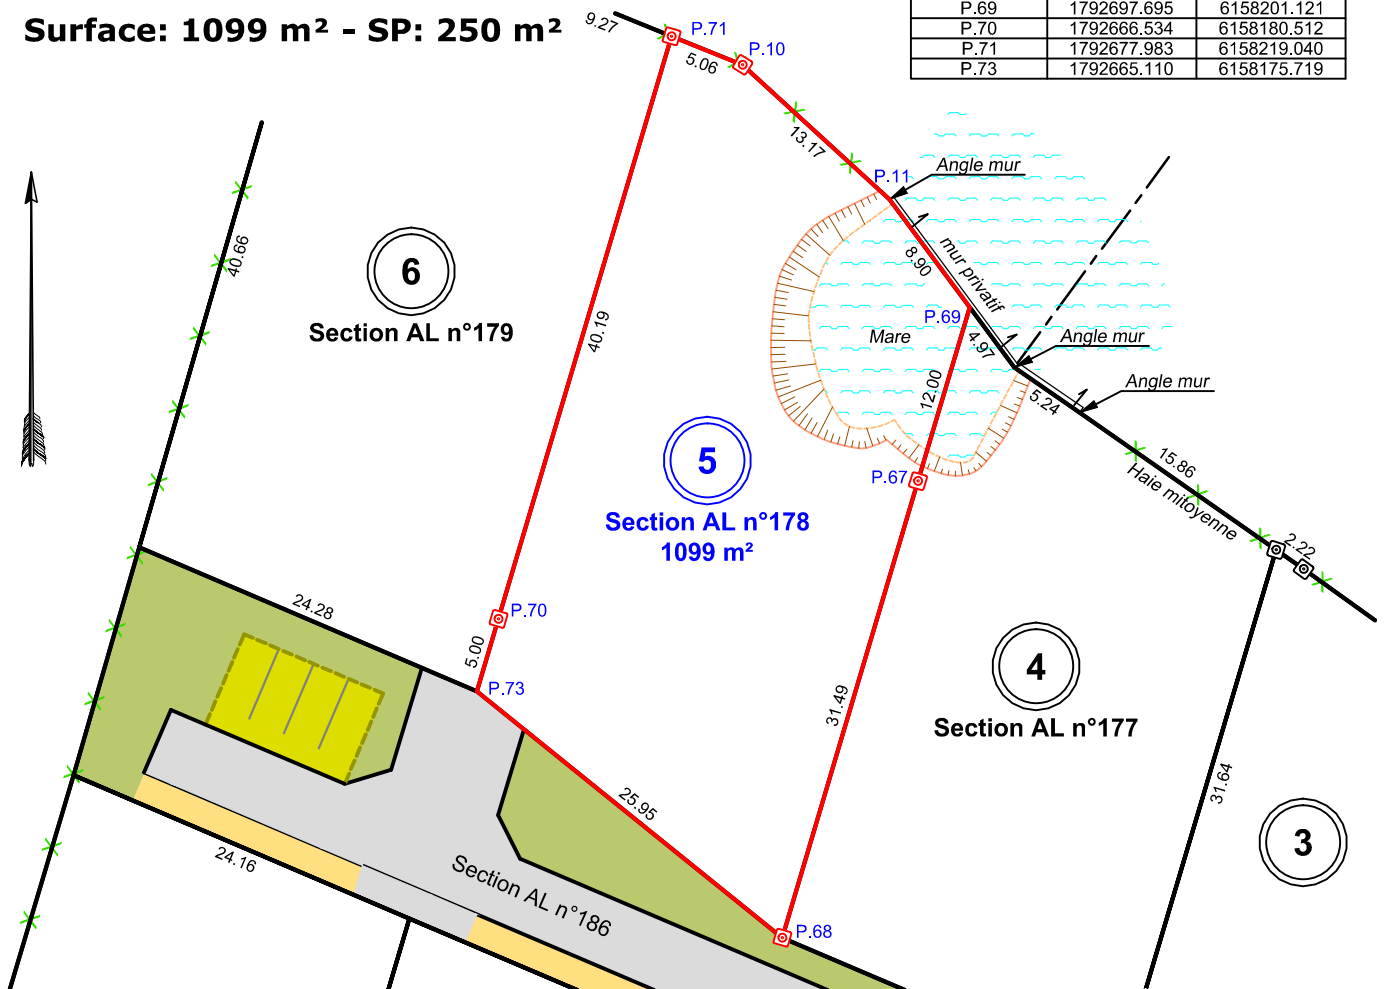 Surface: 1099 m² - SP: 250 m²
P.69 1792697.695 6158201.121
P.70 1792666.534 6158180.512
P.71 1792677.983 6158219.040
P.73 1792665.110 6158175.719
9.27
P.71
5.06
P.10
13.17
P.11
Angle mur
40.66
6
Section AL n°179
40.19
8.90
mur privatif
P.69
Mare
4.97
Angle mur
12.00
Angle mur
5.24
5
Section AL n°178
1099 m²
P.67
15.86
Haie mitoyenne
2.22
24.28
P.70
5.00
P.73
4
Section AL n°177
31.49
31.64
25.95
3
24.16
Section AL n°186
P.68